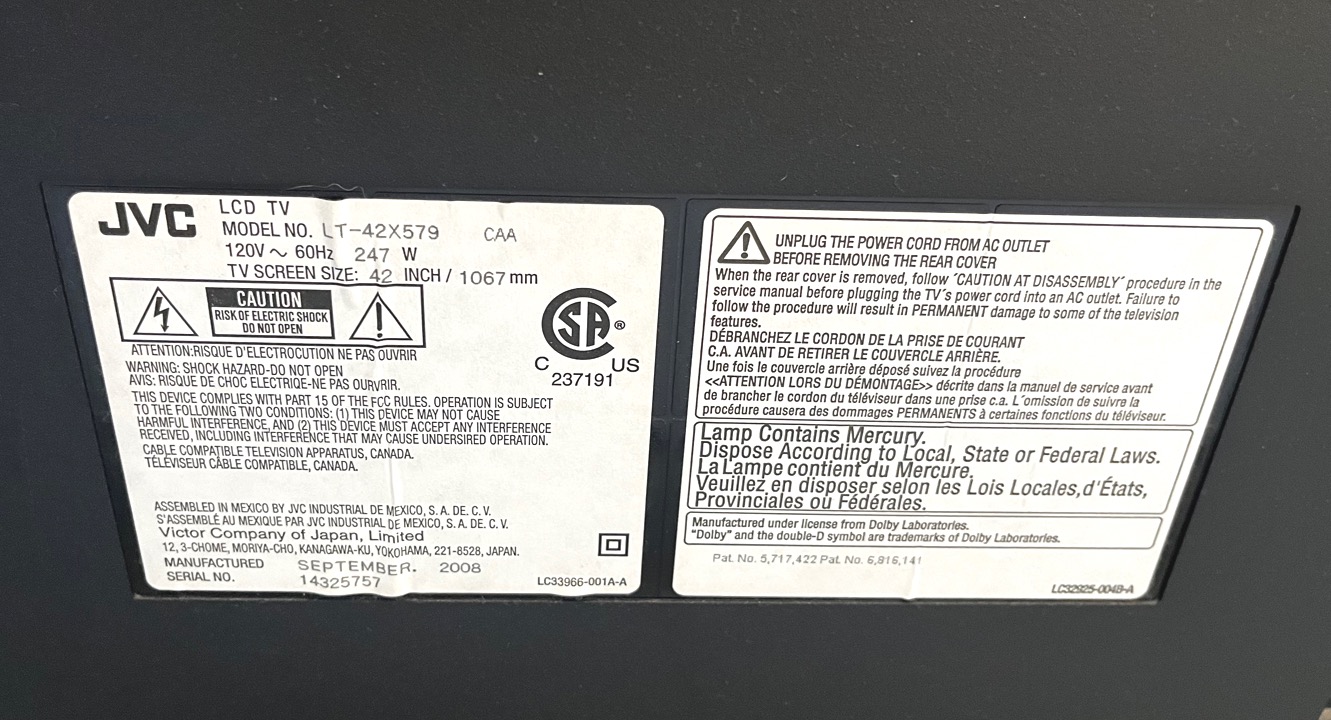 JVC
LCD TV
MODEL NO. LT-42X579 CAA
120V ~ 60Hz 247 W
TV SCREEN SIZE: 42 INCH / 1067 mm
CAUTION
RISK OF ELECTRIC SHOCK
DO NOT OPEN
ATTENTION:RISQUE D'ELECTROCUTION NE PAS OUVRIR
WARNING: SHOCK HAZARD-DO NOT OPEN
AVIS: RISQUE DE CHOC ELECTRIQE-NE PAS OURVRIR.
SA ®
C US
237191
THIS DEVICE COMPLIES WITH PART 15 OF THE FCC RULES. OPERATION IS SUBJECT
TO THE FOLLOWING TWO CONDITIONS: (1) THIS DEVICE MAY NOT CAUSE
HARMFUL INTERFERENCE, AND (2) THIS DEVICE MUST ACCEPT ANY INTERFERENCE
RECEIVED, INCLUDING INTERFERENCE THAT MAY CAUSE UNDERSIRED OPERATION.
CABLE COMPATIBLE TELEVISION APPARATUS, CANADA.
TÉLÉVISEUR CÂBLE COMPATIBLE, CANADA.
ASSEMBLED IN MEXICO BY JVC INDUSTRIAL DE MEXICO, S. A. DE. C. V.
S'ASSEMBLÉ AU MEXIQUE PAR JVC INDUSTRIAL DE MEXICO, S. A. DE. C. V.
Victor Company of Japan, Limited
12, 3-CHOME, MORIYA-CHO, KANAGAWA-KU, YOKOHAMA, 221-8528, JAPAN.
MANUFACTURED SEPTEMBER. 2008
SERIAL NO. 14325757
LC33966-001A-A
UNPLUG THE POWER CORD FROM AC OUTLET
BEFORE REMOVING THE REAR COVER
When the rear cover is removed, follow ´CAUTION AT DISASSEMBLY´ procedure in the
service manual before plugging the TV´s power cord into an AC outlet. Failure to
follow the procedure will result in PERMANENT damage to some of the television
features.
DÉBRANCHEZ LE CORDON DE LA PRISE DE COURANT
C.A. AVANT DE RETIRER LE COUVERCLE ARRIÈRE.
Une fois le couvercle arrière déposé suivez la procédure
<<ATTENTION LORS DU DÉMONTAGE>> décrite dans la manuel de service avant
de brancher le cordon du téléviseur dans une prise c.a. L´omission de suivre la
procédure causera des dommages PERMANENTS à certaines fonctions du téléviseur.
Lamp Contains Mercury.
Dispose According to Local, State or Federal Laws.
La Lampe contient du Mercure.
Veuillez en disposer selon les Lois Locales,d'États,
Provinciales ou Fédérales.
Manufactured under license from Dolby Laboratories.
"Dolby" and the double-D symbol are trademarks of Dolby Laboratories.
Pat. No. 5,717,422 Pat. No. 6,816,141
LC32925-004B-A